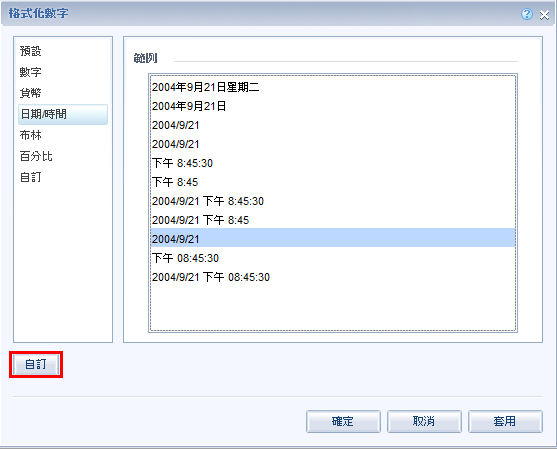 格式化數字
預設
數字
貨幣
日期/時間
布林
百分比
自訂
範例
2004年9月21日星期二
2004年9月21日
2004/9/21
2004/9/21
下午 8:45:30
下午 8:45
2004/9/21 下午 8:45:30
2004/9/21 下午 8:45
2004/9/21
下午 08:45:30
2004/9/21 下午 08:45:30
自訂
確定
取消
套用